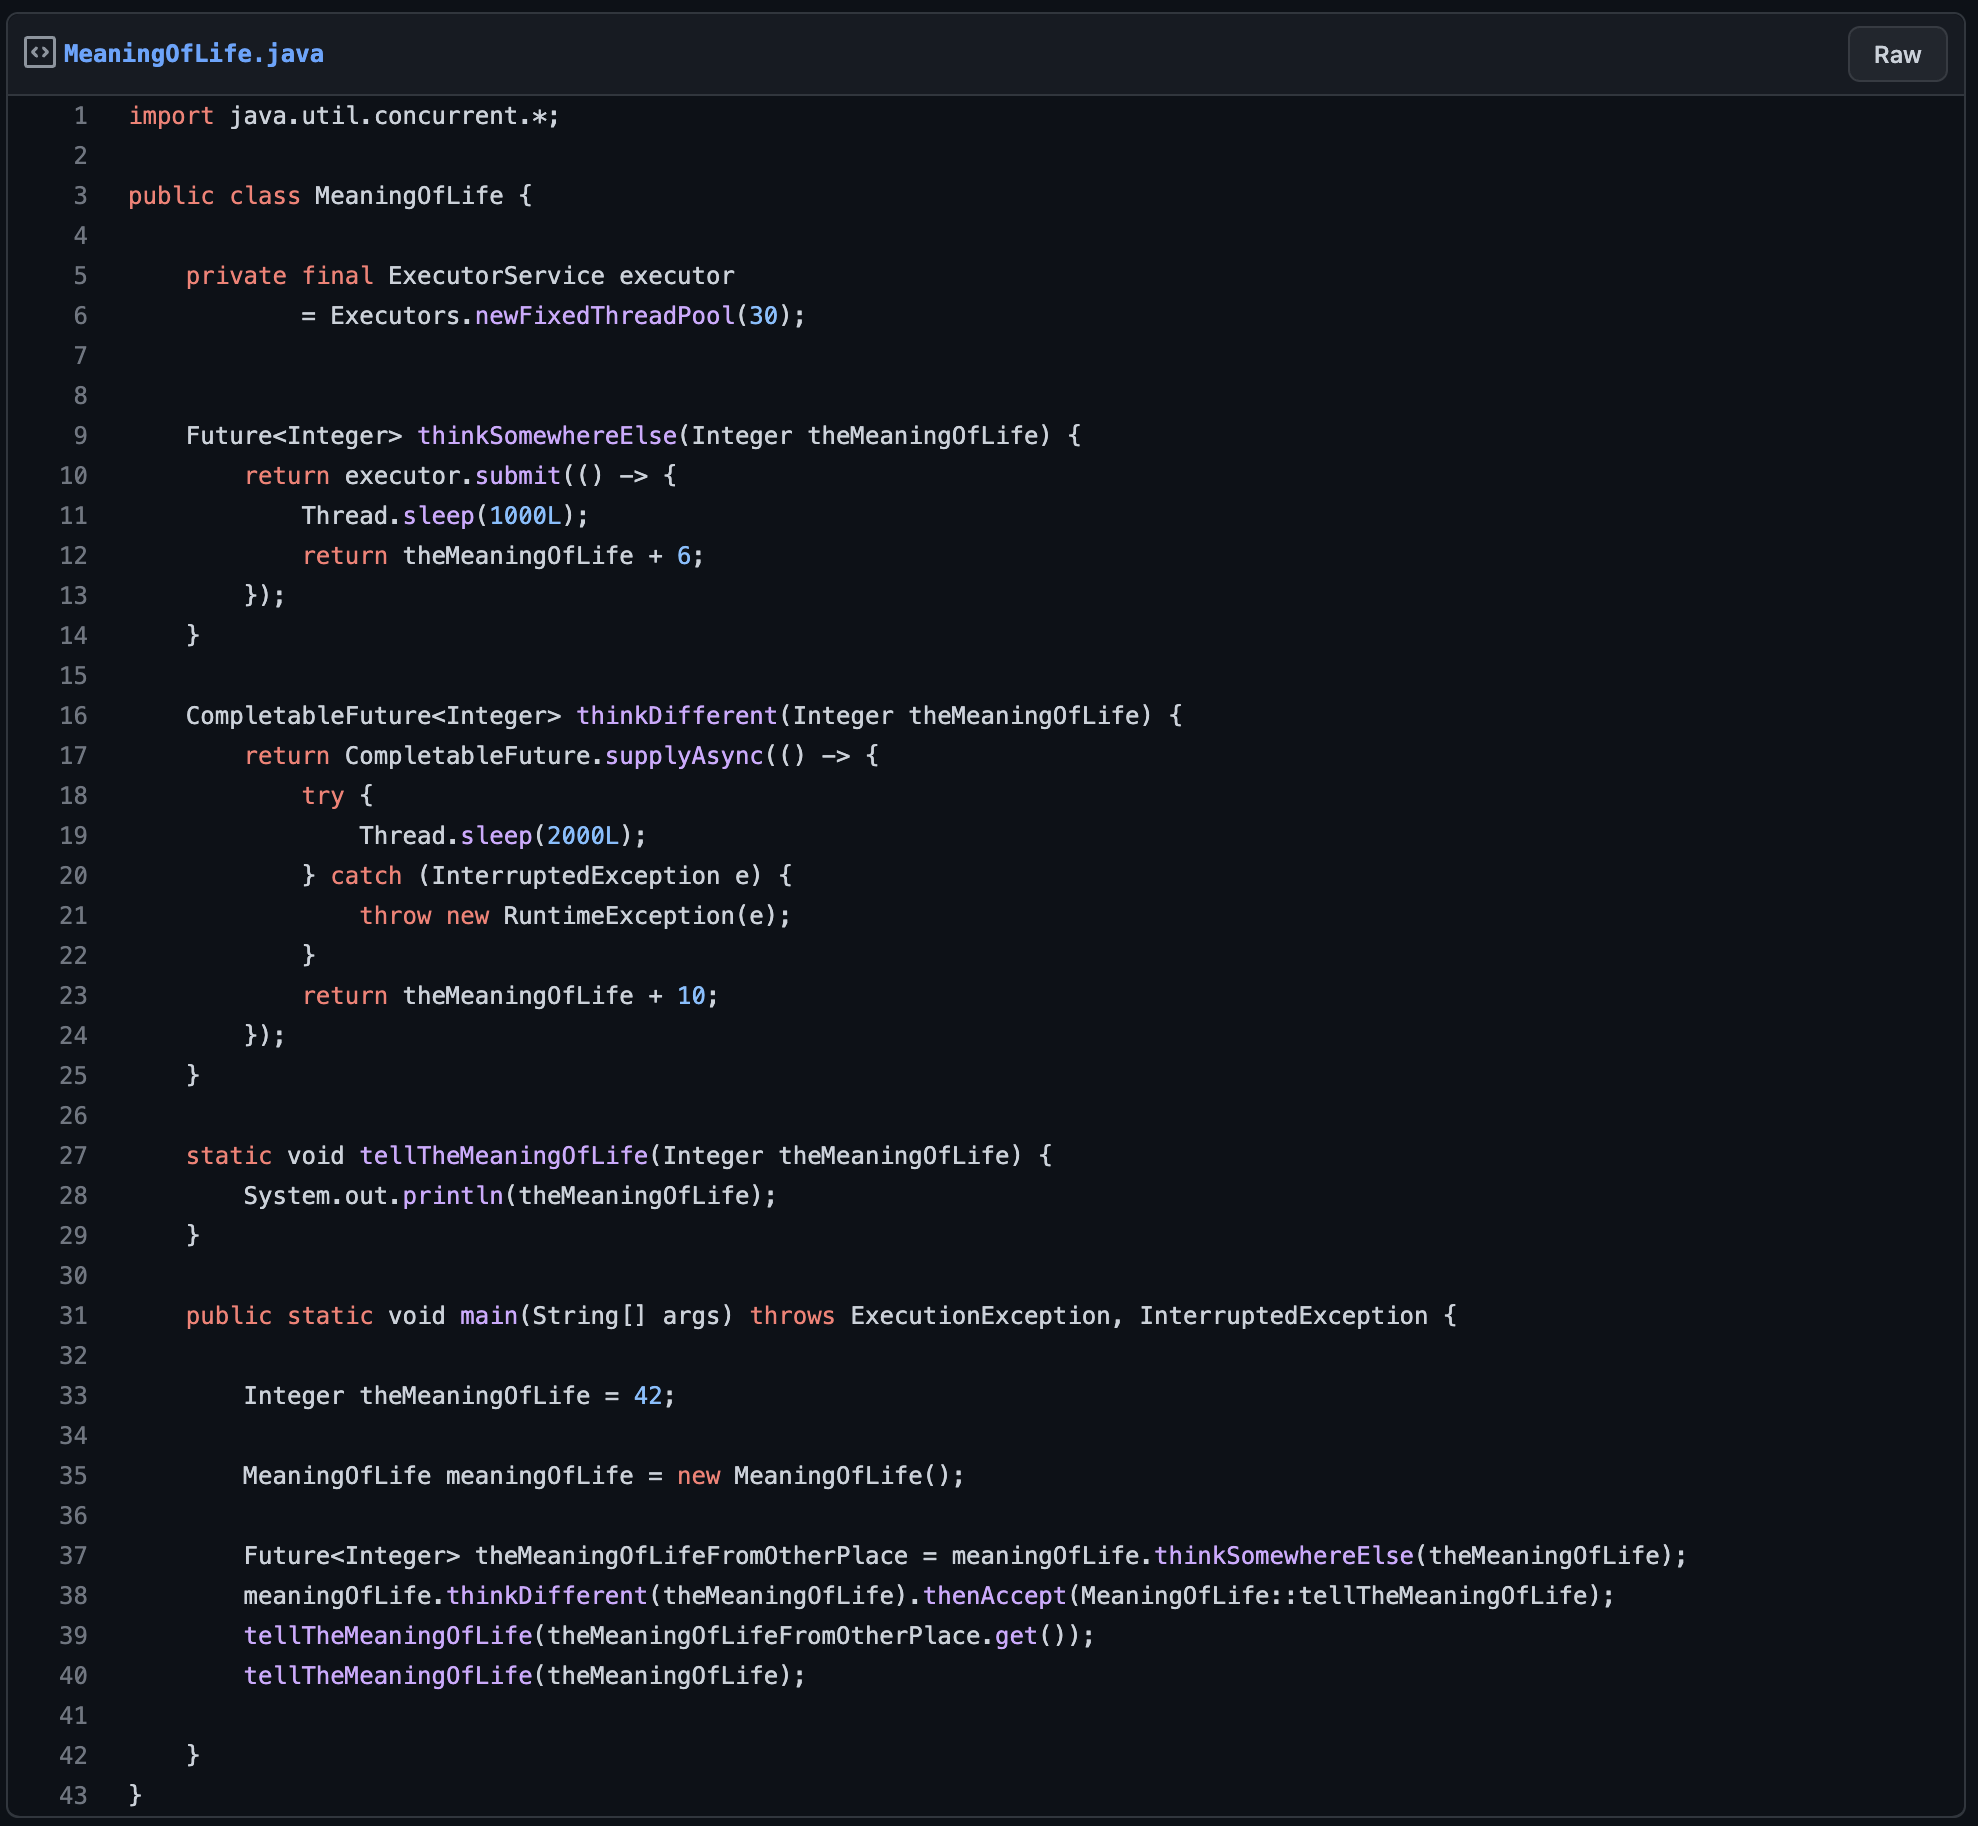 MeaningOfLife.java
Raw
1 import java.util.concurrent.*;
2
3 public class MeaningOfLife {
4
5     private final ExecutorService executor
6             = Executors.newFixedThreadPool(30);
7
8
9     Future<Integer> thinkSomewhereElse(Integer theMeaningOfLife) {
10         return executor.submit(() -> {
11             Thread.sleep(1000L);
12             return theMeaningOfLife + 6;
13         });
14     }
15
16     CompletableFuture<Integer> thinkDifferent(Integer theMeaningOfLife) {
17         return CompletableFuture.supplyAsync(() -> {
18             try {
19                 Thread.sleep(2000L);
20             } catch (InterruptedException e) {
21                 throw new RuntimeException(e);
22             }
23             return theMeaningOfLife + 10;
24         });
25     }
26
27     static void tellTheMeaningOfLife(Integer theMeaningOfLife) {
28         System.out.println(theMeaningOfLife);
29     }
30
31     public static void main(String[] args) throws ExecutionException, InterruptedException {
32
33         Integer theMeaningOfLife = 42;
34
35         MeaningOfLife meaningOfLife = new MeaningOfLife();
36
37         Future<Integer> theMeaningOfLifeFromOtherPlace = meaningOfLife.thinkSomewhereElse(theMeaningOfLife);
38         meaningOfLife.thinkDifferent(theMeaningOfLife).thenAccept(MeaningOfLife::tellTheMeaningOfLife);
39         tellTheMeaningOfLife(theMeaningOfLifeFromOtherPlace.get());
40         tellTheMeaningOfLife(theMeaningOfLife);
41
42     }
43 }